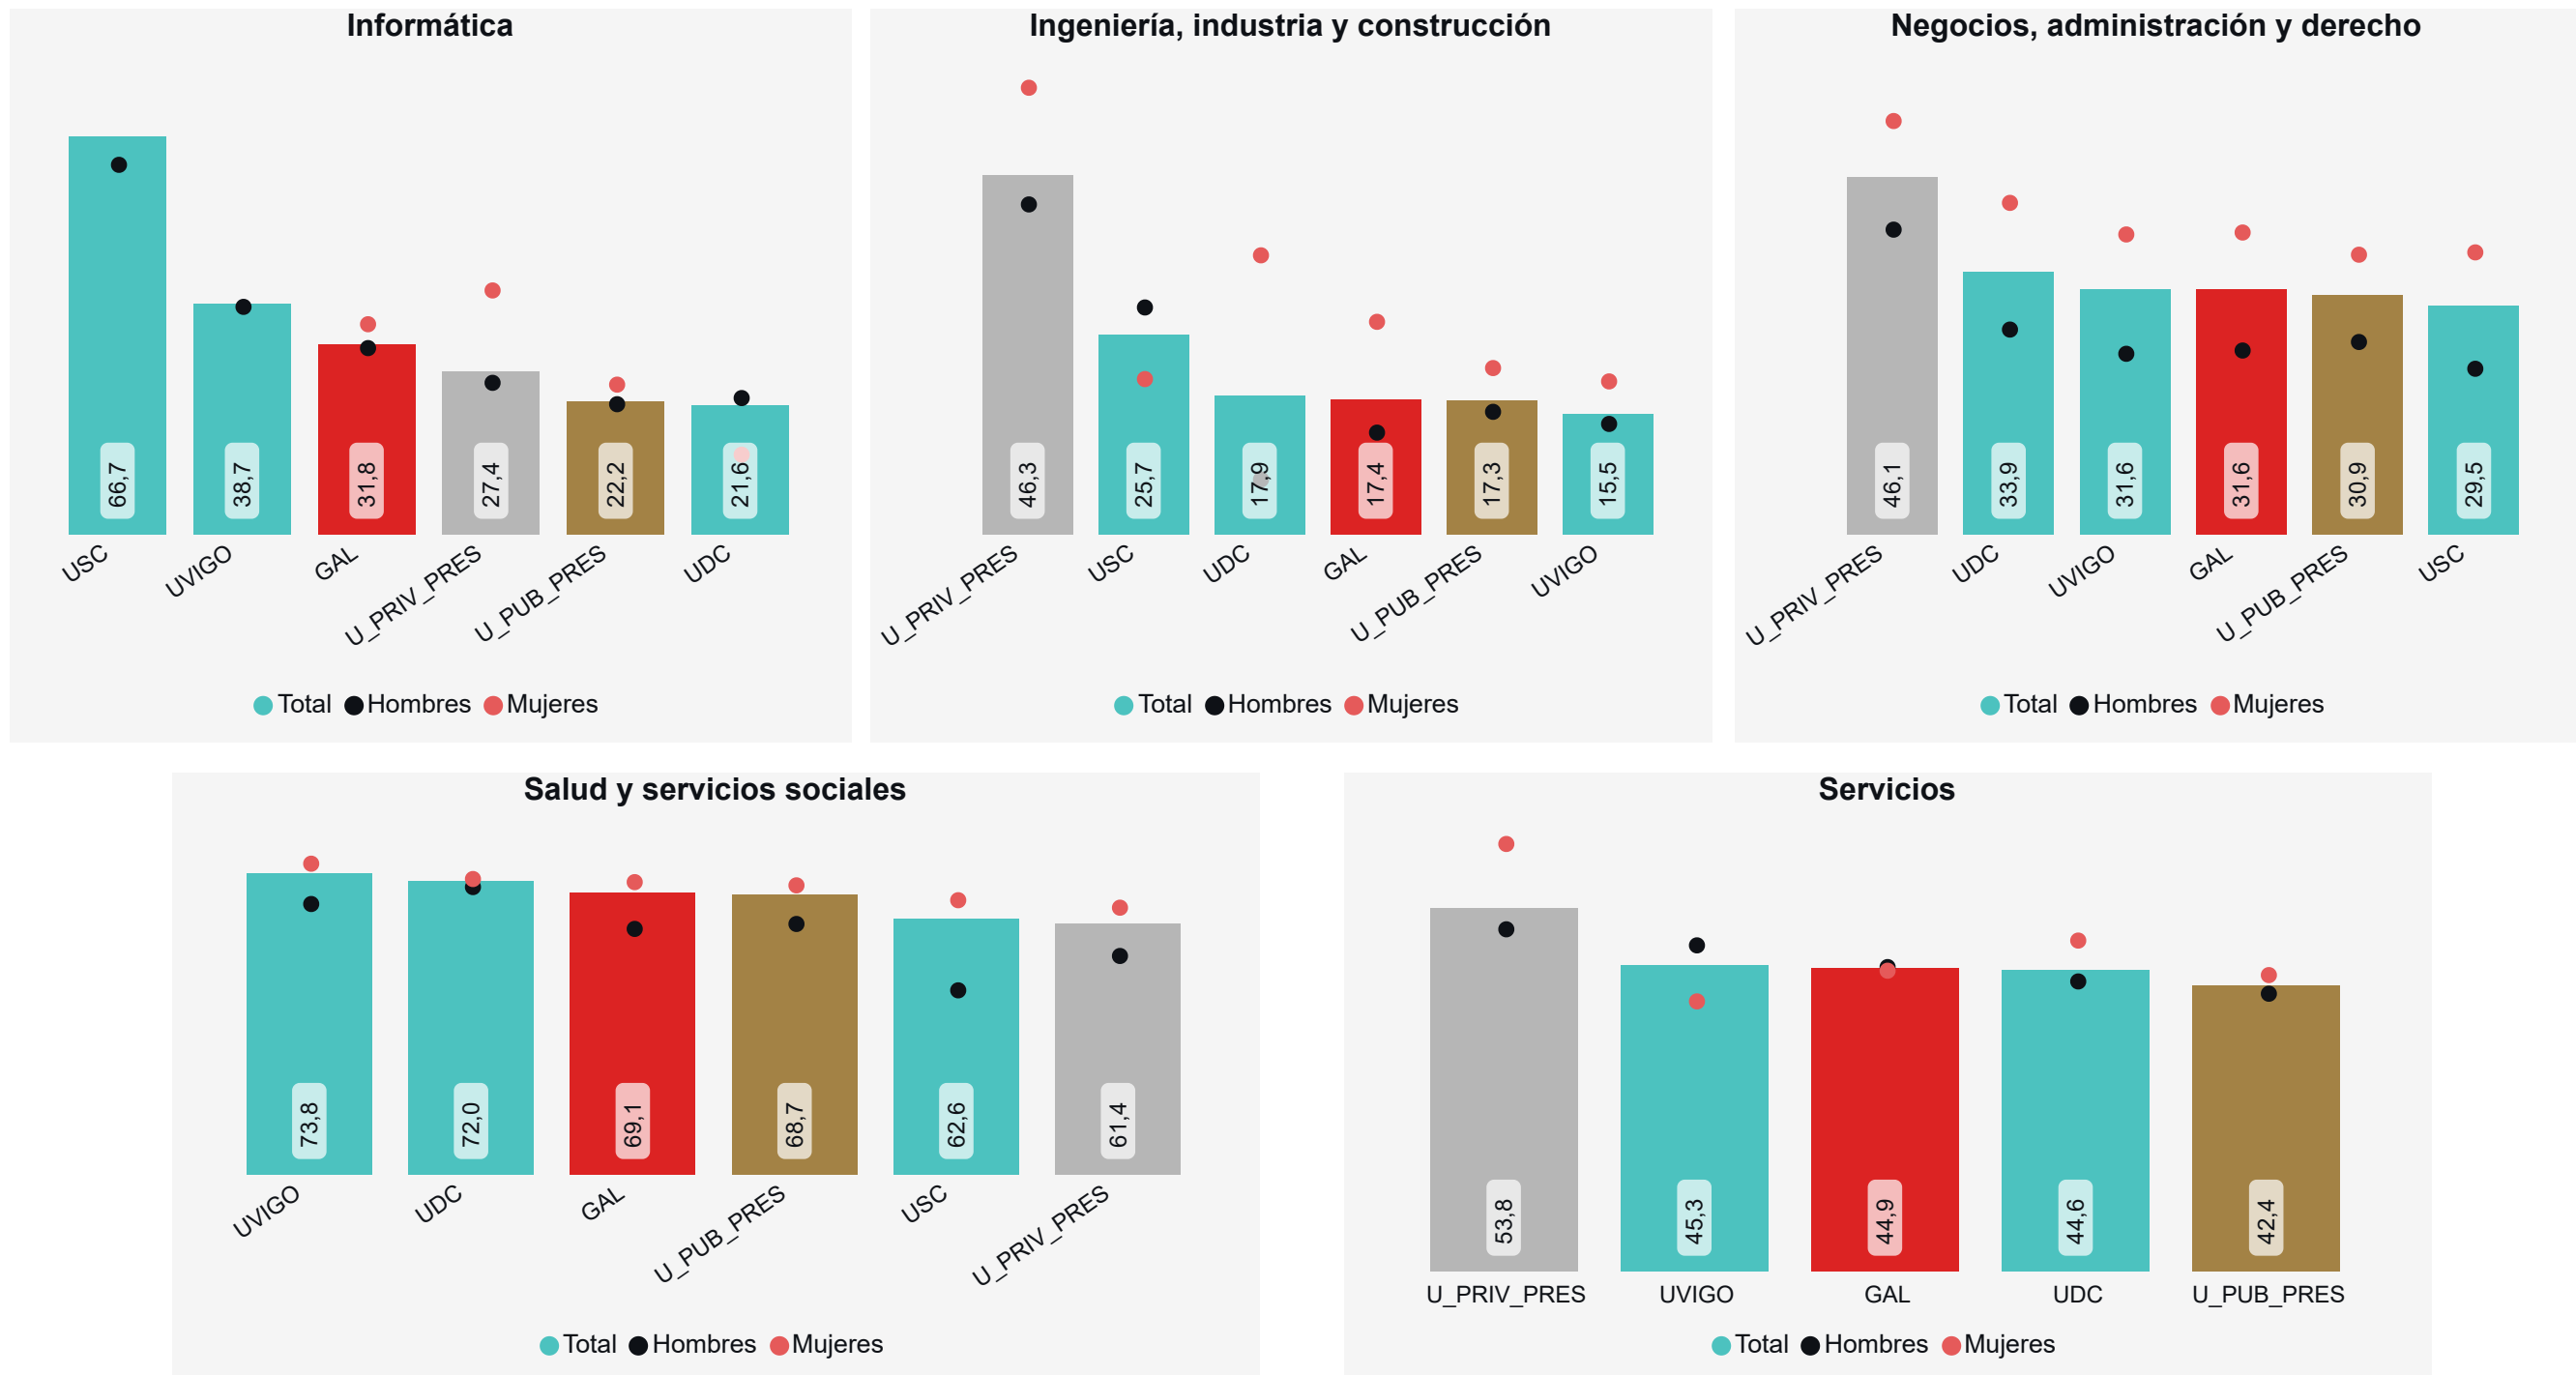 Informática
66,7
38,7
31,8
27,4
22,2
21,6
USC
UVIGO
GAL
U_PRIV_PRES
U_PUB_PRES
UDC
Total Hombres Mujeres
Ingeniería, industria y construcción
46,3
25,7
17,9
17,4
17,3
15,5
U_PRIV_PRES
USC
UDC
GAL
U_PUB_PRES
UVIGO
Total Hombres Mujeres
Negocios, administración y derecho
46,1
33,9
31,6
31,6
30,9
29,5
U_PRIV_PRES
UDC
UVIGO
GAL
U_PUB_PRES
USC
Total Hombres Mujeres
Salud y servicios sociales
73,8
72,0
69,1
68,7
62,6
61,4
UVIGO
UDC
GAL
U_PUB_PRES
USC
U_PRIV_PRES
Total Hombres Mujeres
Servicios
53,8
45,3
44,9
44,6
42,4
U_PRIV_PRES
UVIGO
GAL
UDC
U_PUB_PRES
Total Hombres Mujeres